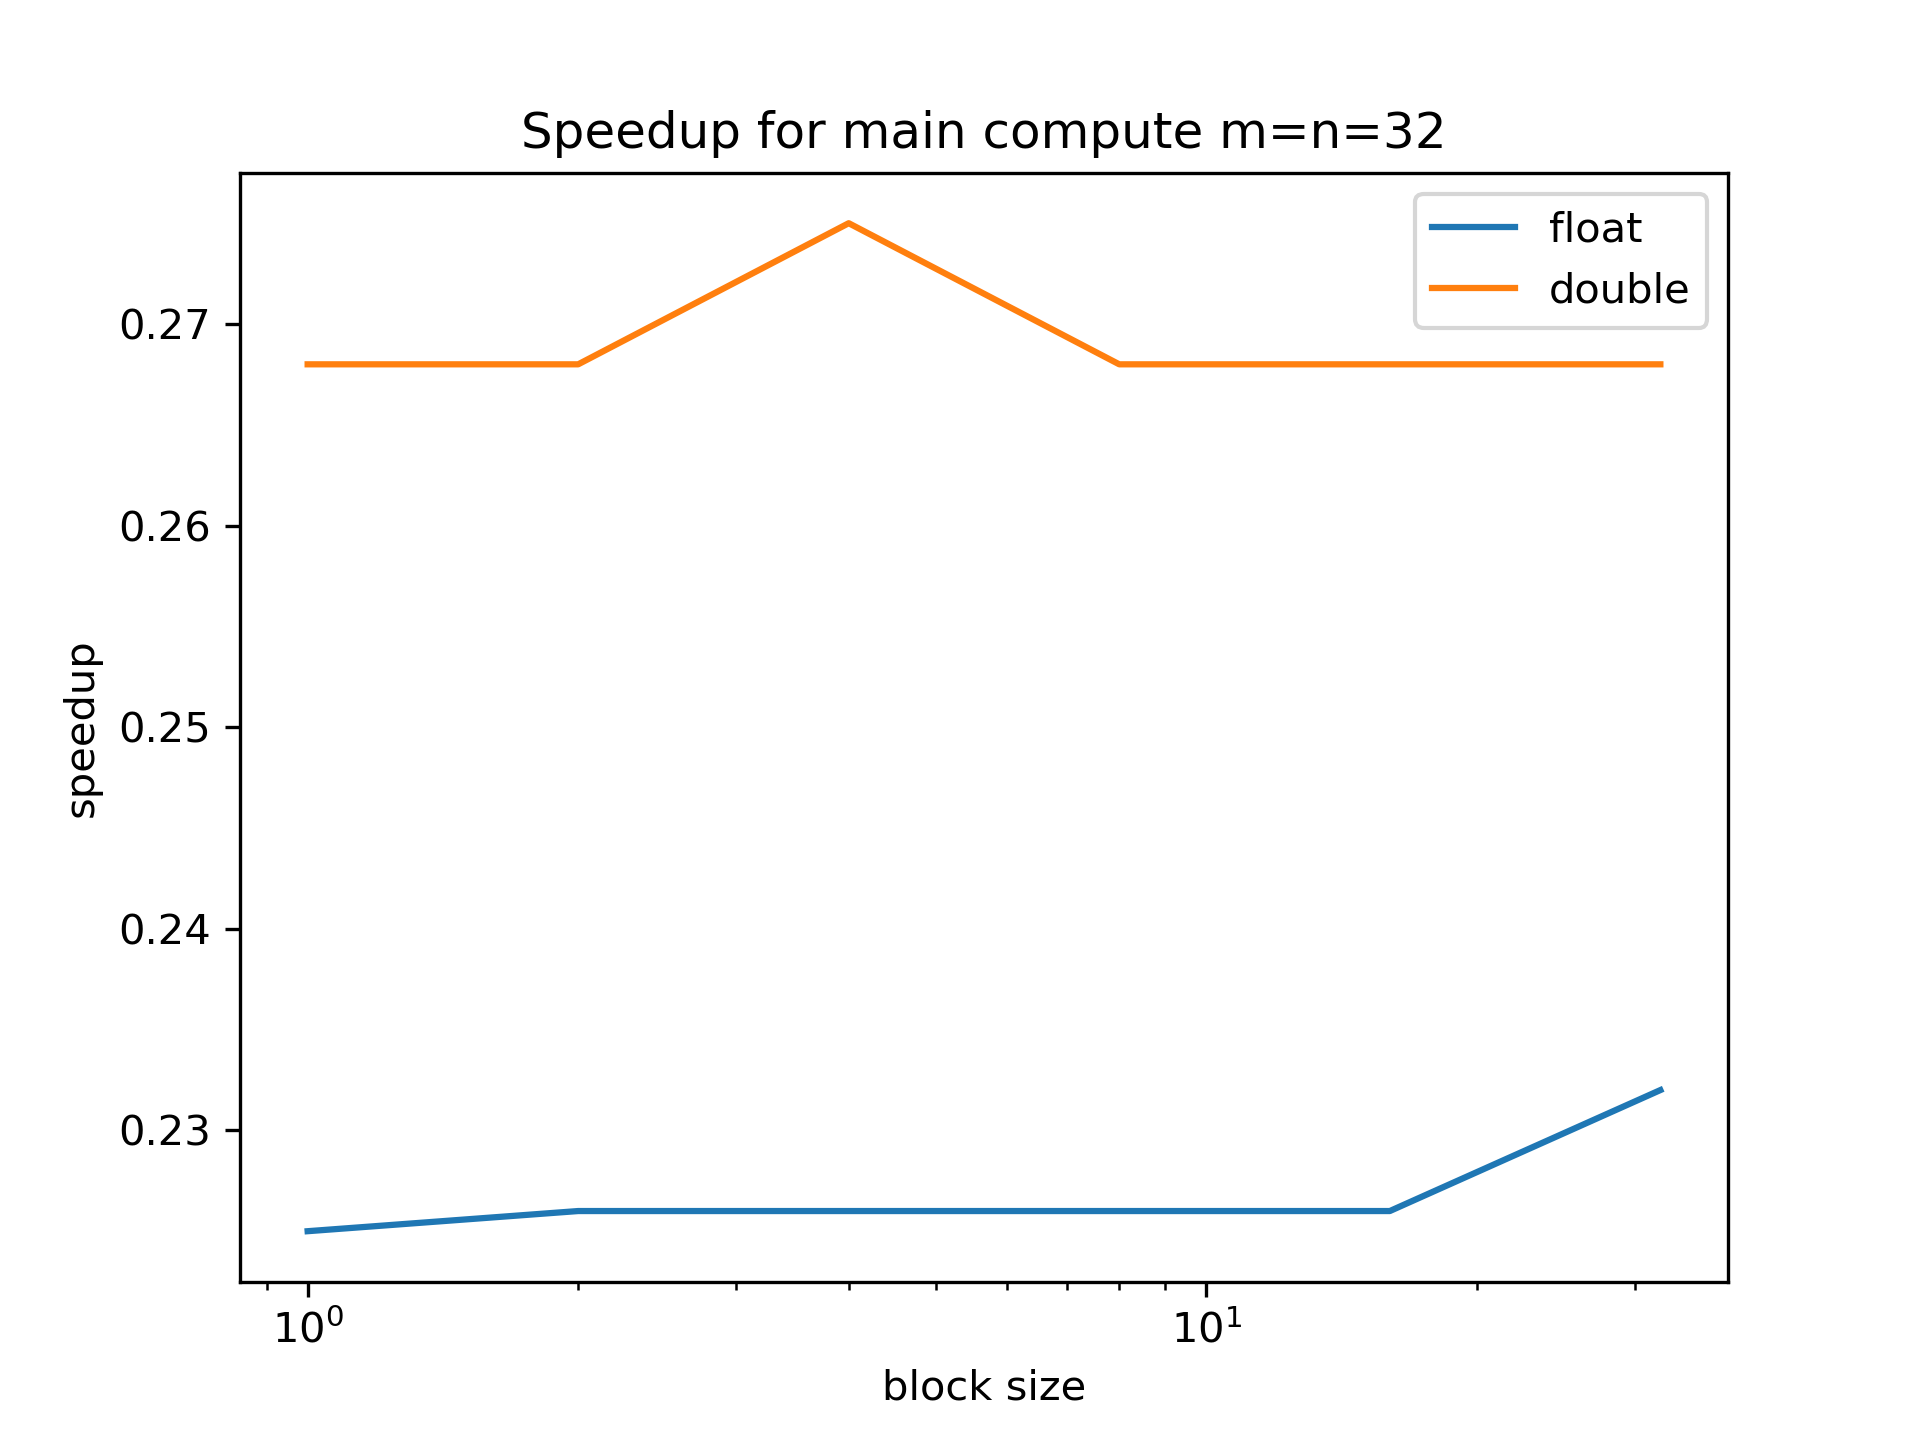 Speedup for main compute m=n=32
float
double
0.27
0.26
0.25
0.24
0.23
speedup
10⁰
10¹
block size